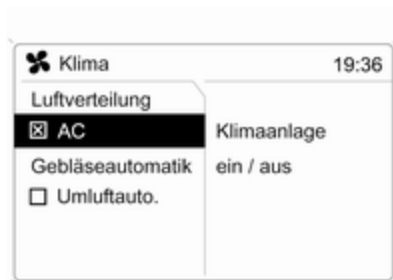 Klima 19:36
Luftverteilung
AC
Gebläseautomatik
Umluftauto.
Klimaanlage
ein / aus